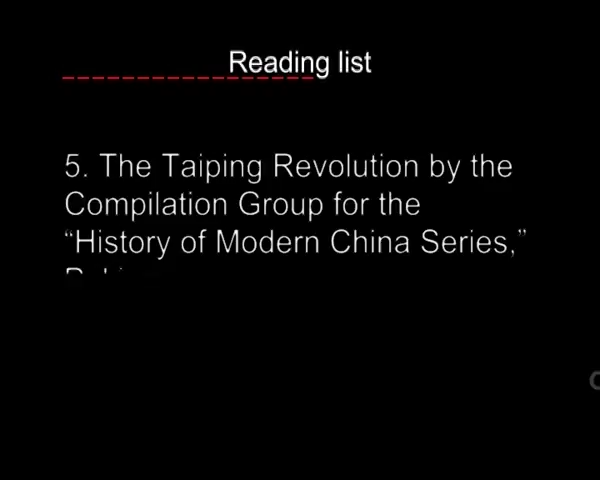 Reading list
5. The Taiping Revolution by the
Compilation Group for the
“History of Modern China Series,”